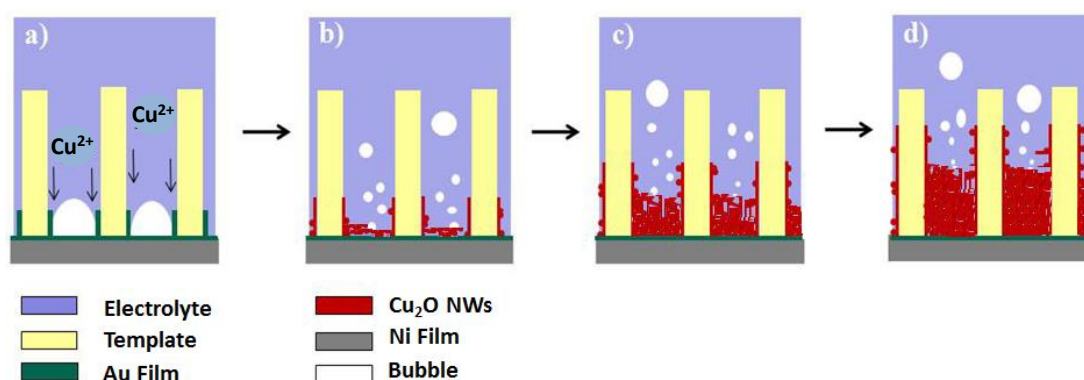 a)
b)
c)
d)
Cu²⁺
Cu²⁺
Electrolyte
Template
Au Film
Cu₂O NWs
Ni Film
Bubble